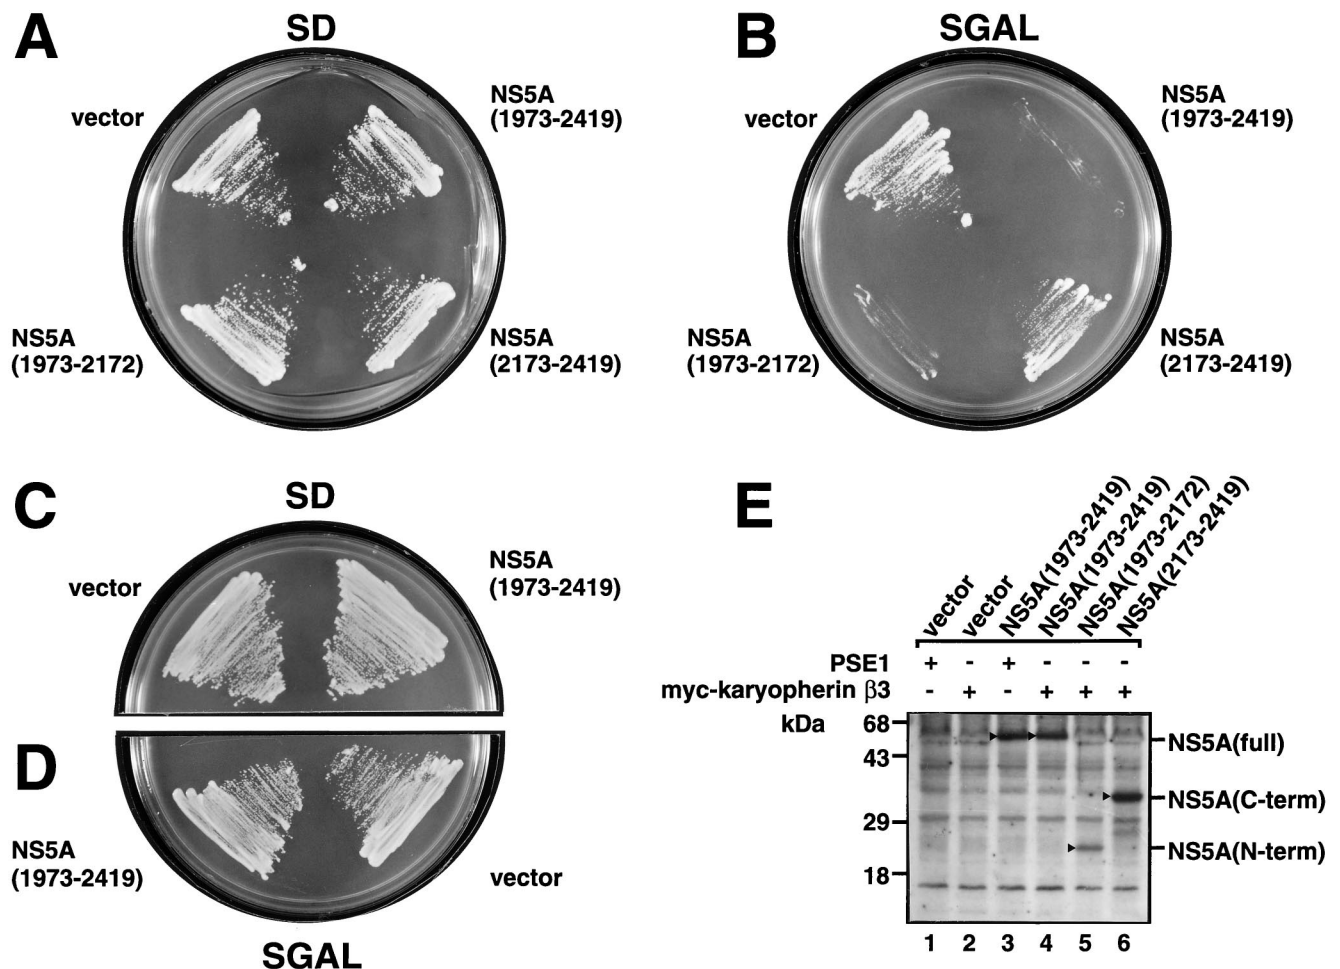 A
SD
vector
NS5A
(1973-2419)
NS5A
(1973-2172)
NS5A
(2173-2419)
B
SGAL
vector
NS5A
(1973-2419)
NS5A
(1973-2172)
NS5A
(2173-2419)
C
SD
vector
NS5A
(1973-2419)
D
NS5A
(1973-2419)
vector
SGAL
E
vector
vector
NS5A(1973-2419)
NS5A(1973-2419)
NS5A(1973-2172)
NS5A(2173-2419)
PSE1 + - + - - -
myc-karyopherin β3 - + - + + +
kDa
68
43
29
18
NS5A(full)
NS5A(C-term)
NS5A(N-term)
1 2 3 4 5 6